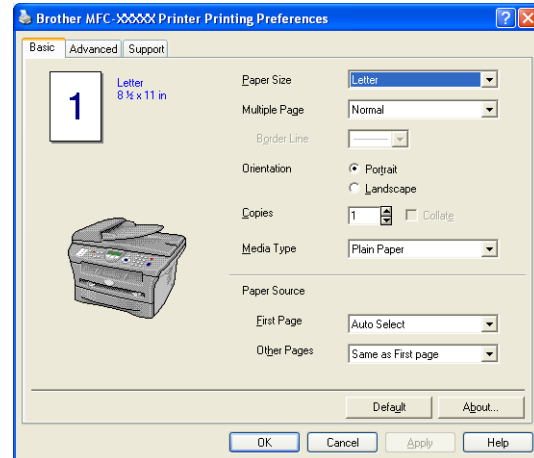 Brother MFC-XXXXX Printer Printing Preferences
Basic Advanced Support
1
Letter
8 ½ x 11 in
Paper Size Letter
Multiple Page Normal
Border Line
Orientation Portrait
Landscape
Copies 1 Collate
Media Type Plain Paper
Paper Source
First Page Auto Select
Other Pages Same as First page
Default About...
OK Cancel Apply Help